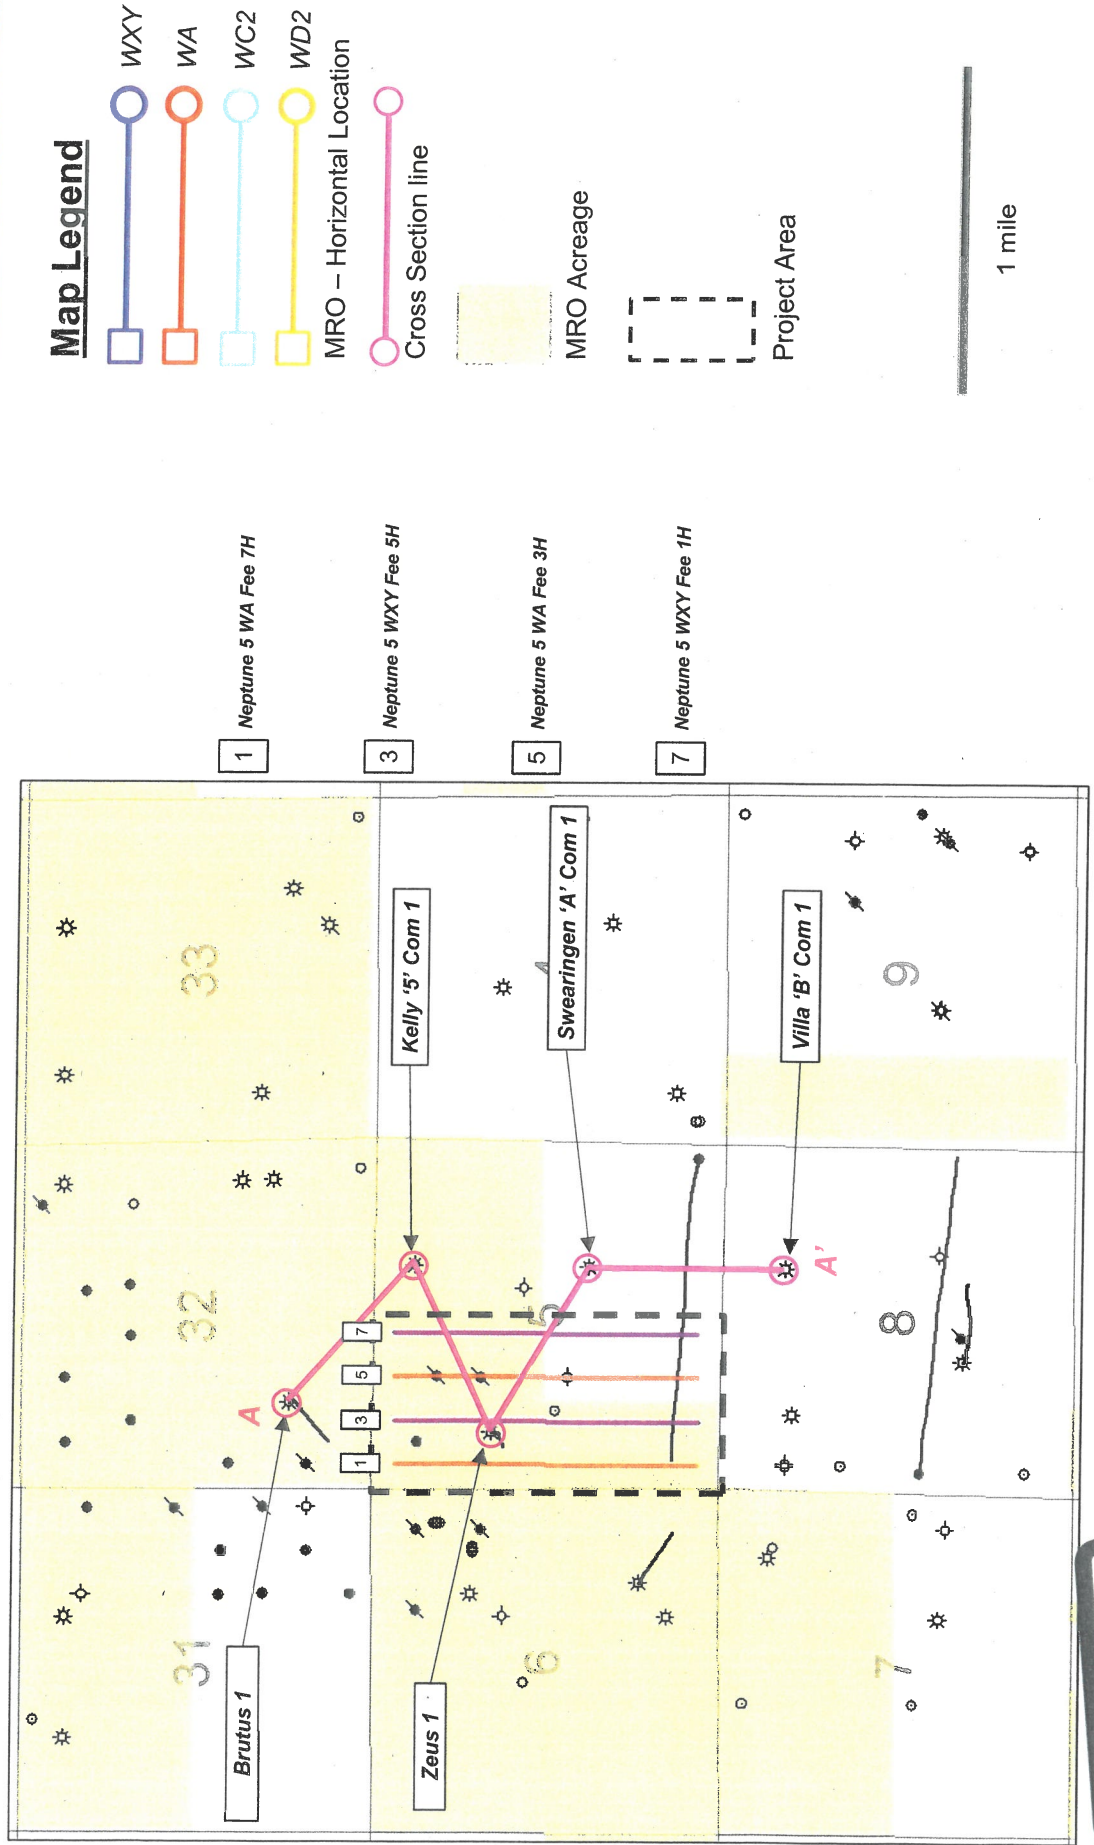 Map Legend
WXY
WA
WC2
WD2
MRO – Horizontal Location
Cross Section line
MRO Acreage
Project Area
1 mile
1 Neptune 5 WA Fee 7H
3 Neptune 5 WXY Fee 5H
5 Neptune 5 WA Fee 3H
7 Neptune 5 WXY Fee 1H
31
32
33
Brutus 1
A
Kelly ‘5’ Com 1
1
3
5
7
6
5
4
Zeus 1
Swearingen ‘A’ Com 1
7
8
9
A'
Villa ‘B’ Com 1